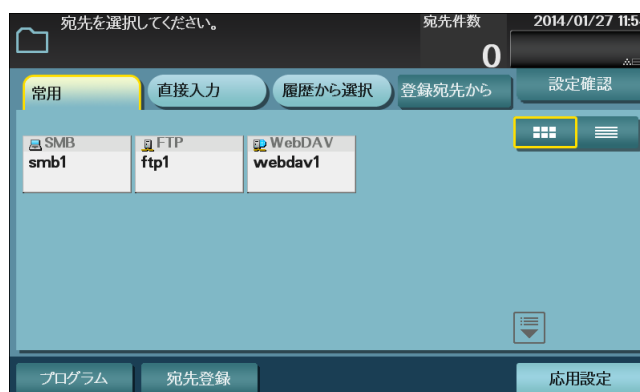 宛先を選択してください。
宛先件数
2014/01/27 11:5
0
常用
直接入力
履歴から選択
登録宛先から
設定確認
SMB
smb1
FTP
ftp1
WebDAV
webdav1
プログラム
宛先登録
応用設定